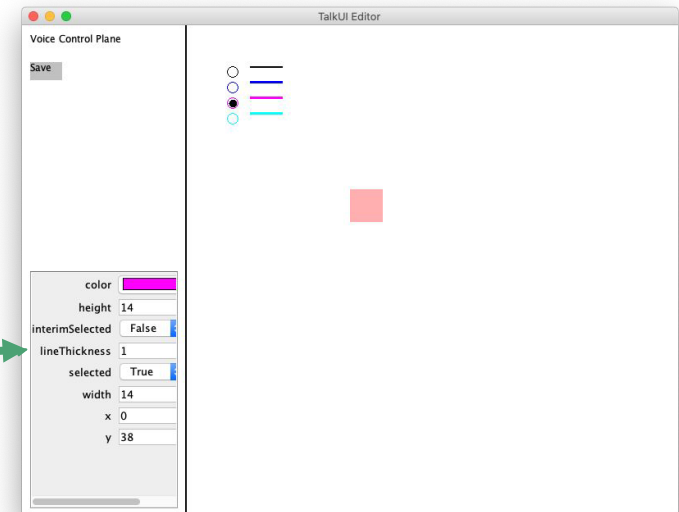 TalkUI Editor
Voice Control Plane
Save
color
height 14
interimSelected False
lineThickness 1
selected True
width 14
x 0
y 38